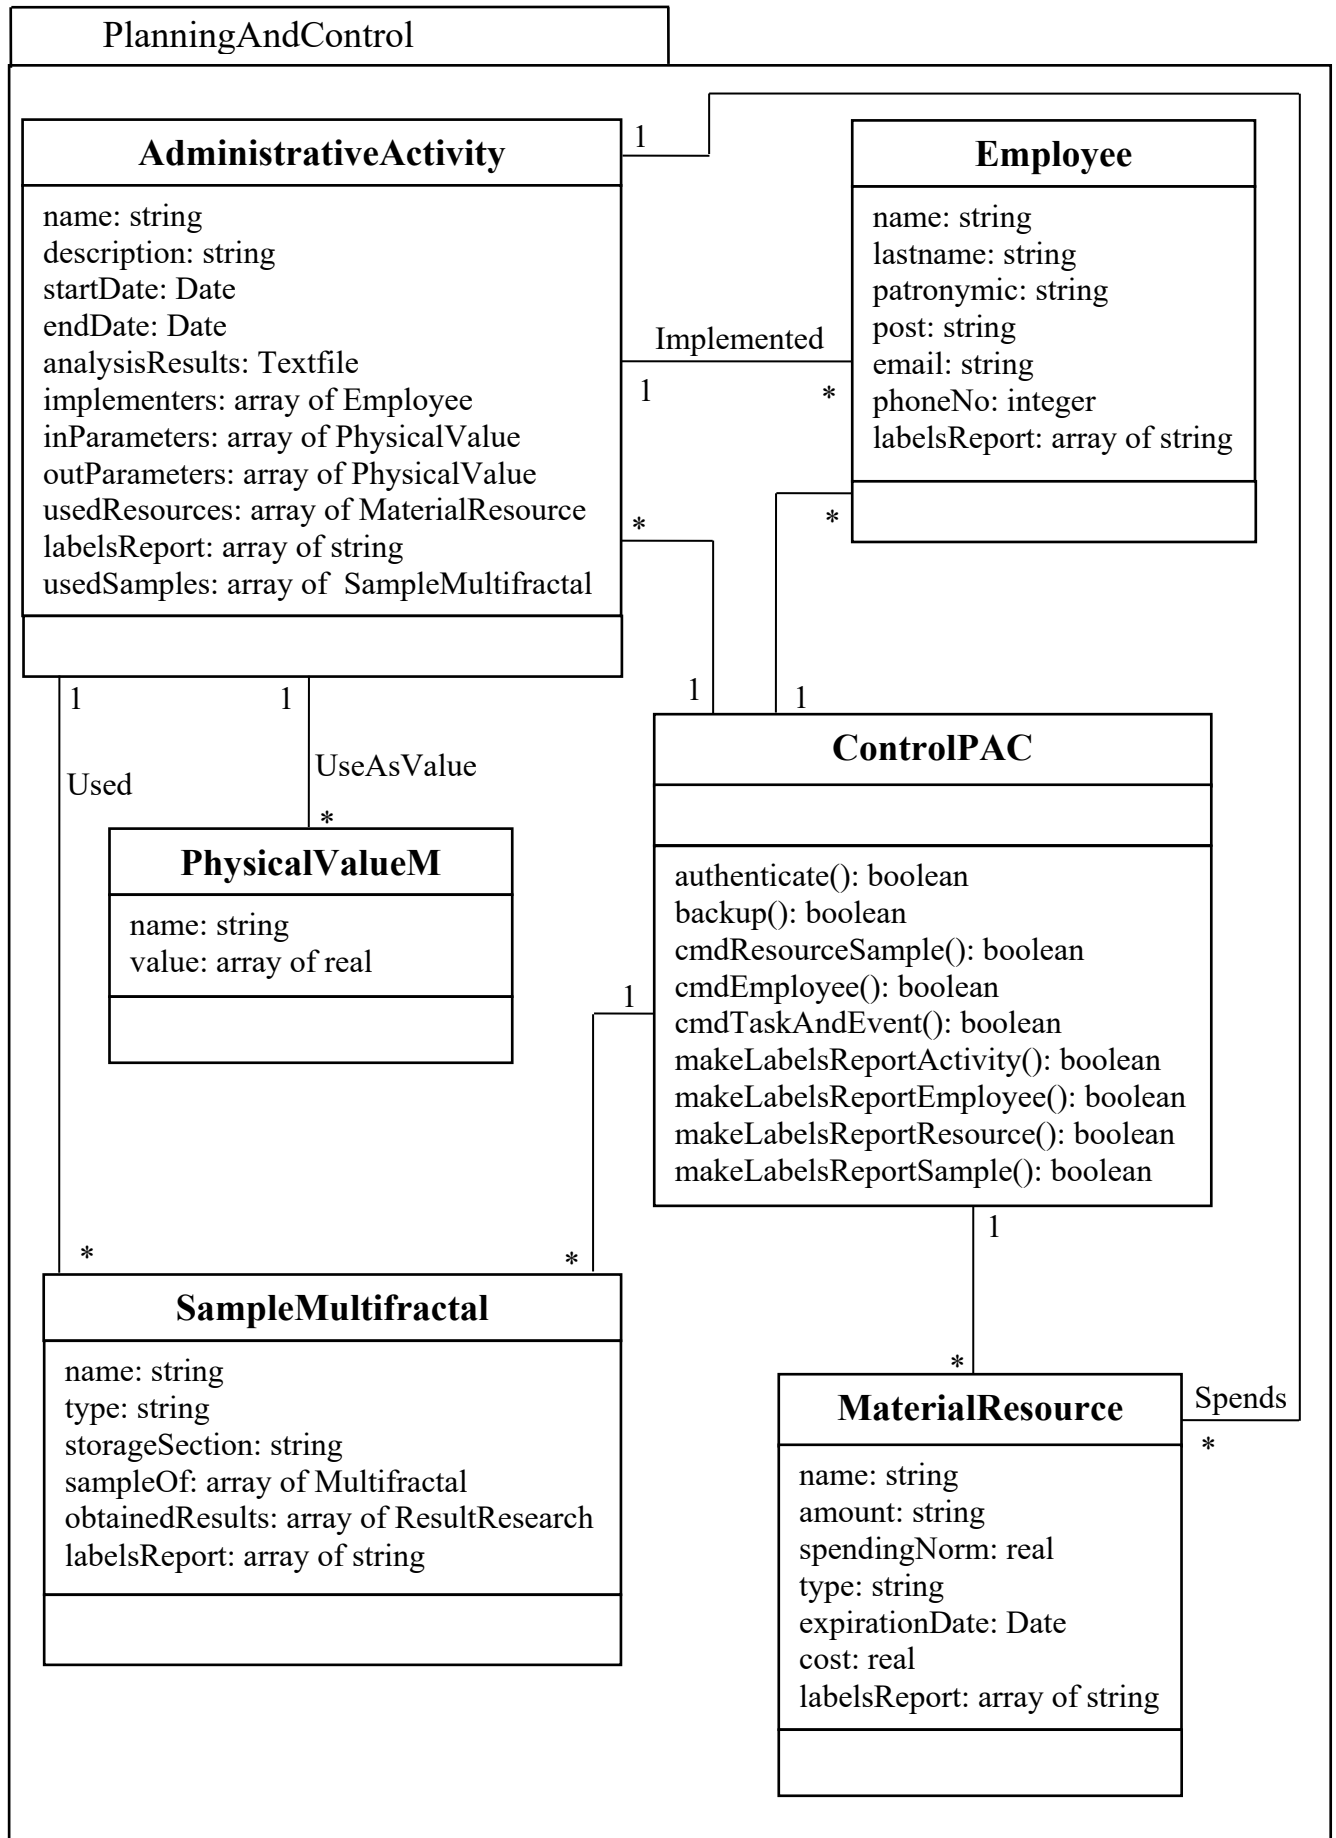 PlanningAndControl
AdministrativeActivity
name: string
description: string
startDate: Date
endDate: Date
analysisResults: Textfile
implementers: array of Employee
inParameters: array of PhysicalValue
outParameters: array of PhysicalValue
usedResources: array of MaterialResource
labelsReport: array of string
usedSamples: array of  SampleMultifractal
1
Employee
name: string
lastname: string
patronymic: string
post: string
email: string
phoneNo: integer
labelsReport: array of string
Implemented
1
*
*
*
1
1
1
1
Used
UseAsValue
*
PhysicalValueM
name: string
value: array of real
ControlPAC
authenticate(): boolean
backup(): boolean
cmdResourceSample(): boolean
cmdEmployee(): boolean
cmdTaskAndEvent(): boolean
makeLabelsReportActivity(): boolean
makeLabelsReportEmployee(): boolean
makeLabelsReportResource(): boolean
makeLabelsReportSample(): boolean
1
1
*
*
SampleMultifractal
name: string
type: string
storageSection: string
sampleOf: array of Multifractal
obtainedResults: array of ResultResearch
labelsReport: array of string
*
Spends
*
MaterialResource
name: string
amount: string
spendingNorm: real
type: string
expirationDate: Date
cost: real
labelsReport: array of string